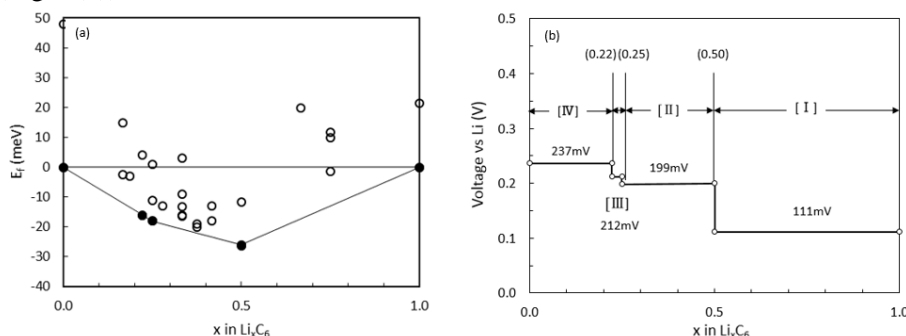 (a)
50
40
30
20
10
0
-10
-20
-30
-40
E_f (meV)
0.0
0.5
1.0
x in Li_xC_6
(b)
(0.22) (0.25) (0.50)
[Ⅳ] [Ⅱ] [Ⅰ]
237mV
199mV
[Ⅲ]
212mV
111mV
0.5
0.4
0.3
0.2
0.1
0.0
Voltage vs Li (V)
0.0
0.5
1.0
x in Li_xC_6